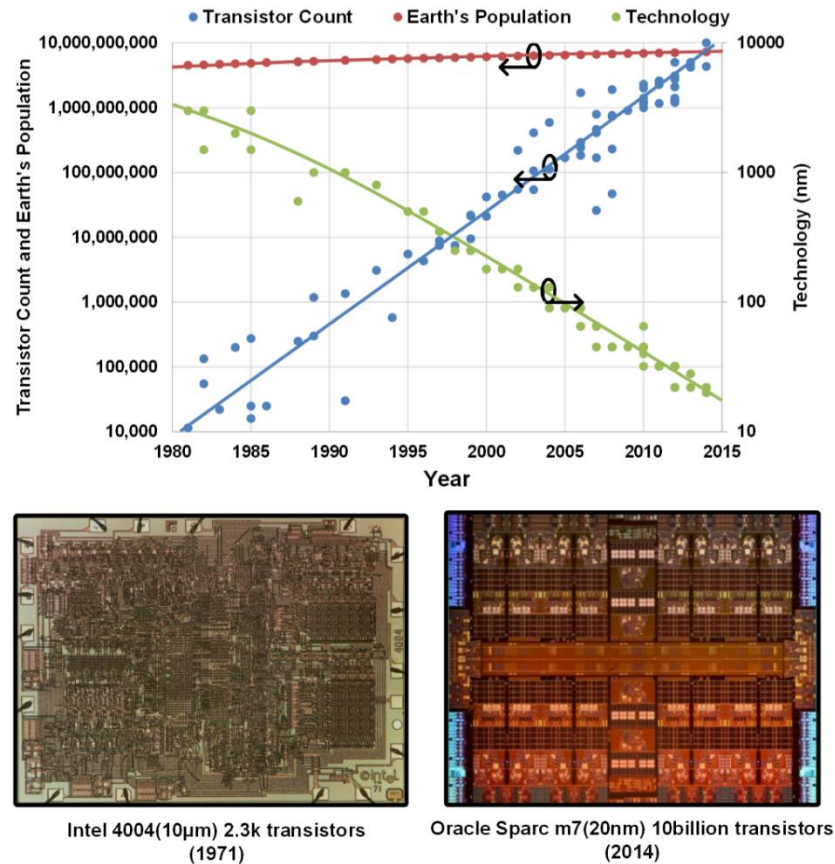 Transistor Count
Earth's Population
Technology
Transistor Count and Earth's Population
10,000,000,000
1,000,000,000
100,000,000
10,000,000
1,000,000
100,000
10,000
10000
1000
100
10
Technology (nm)
1980
1985
1990
1995
2000
2005
2010
2015
Year
4004
©intel
71
Intel 4004(10µm) 2.3k transistors
(1971)
Oracle Sparc m7(20nm) 10billion transistors
(2014)